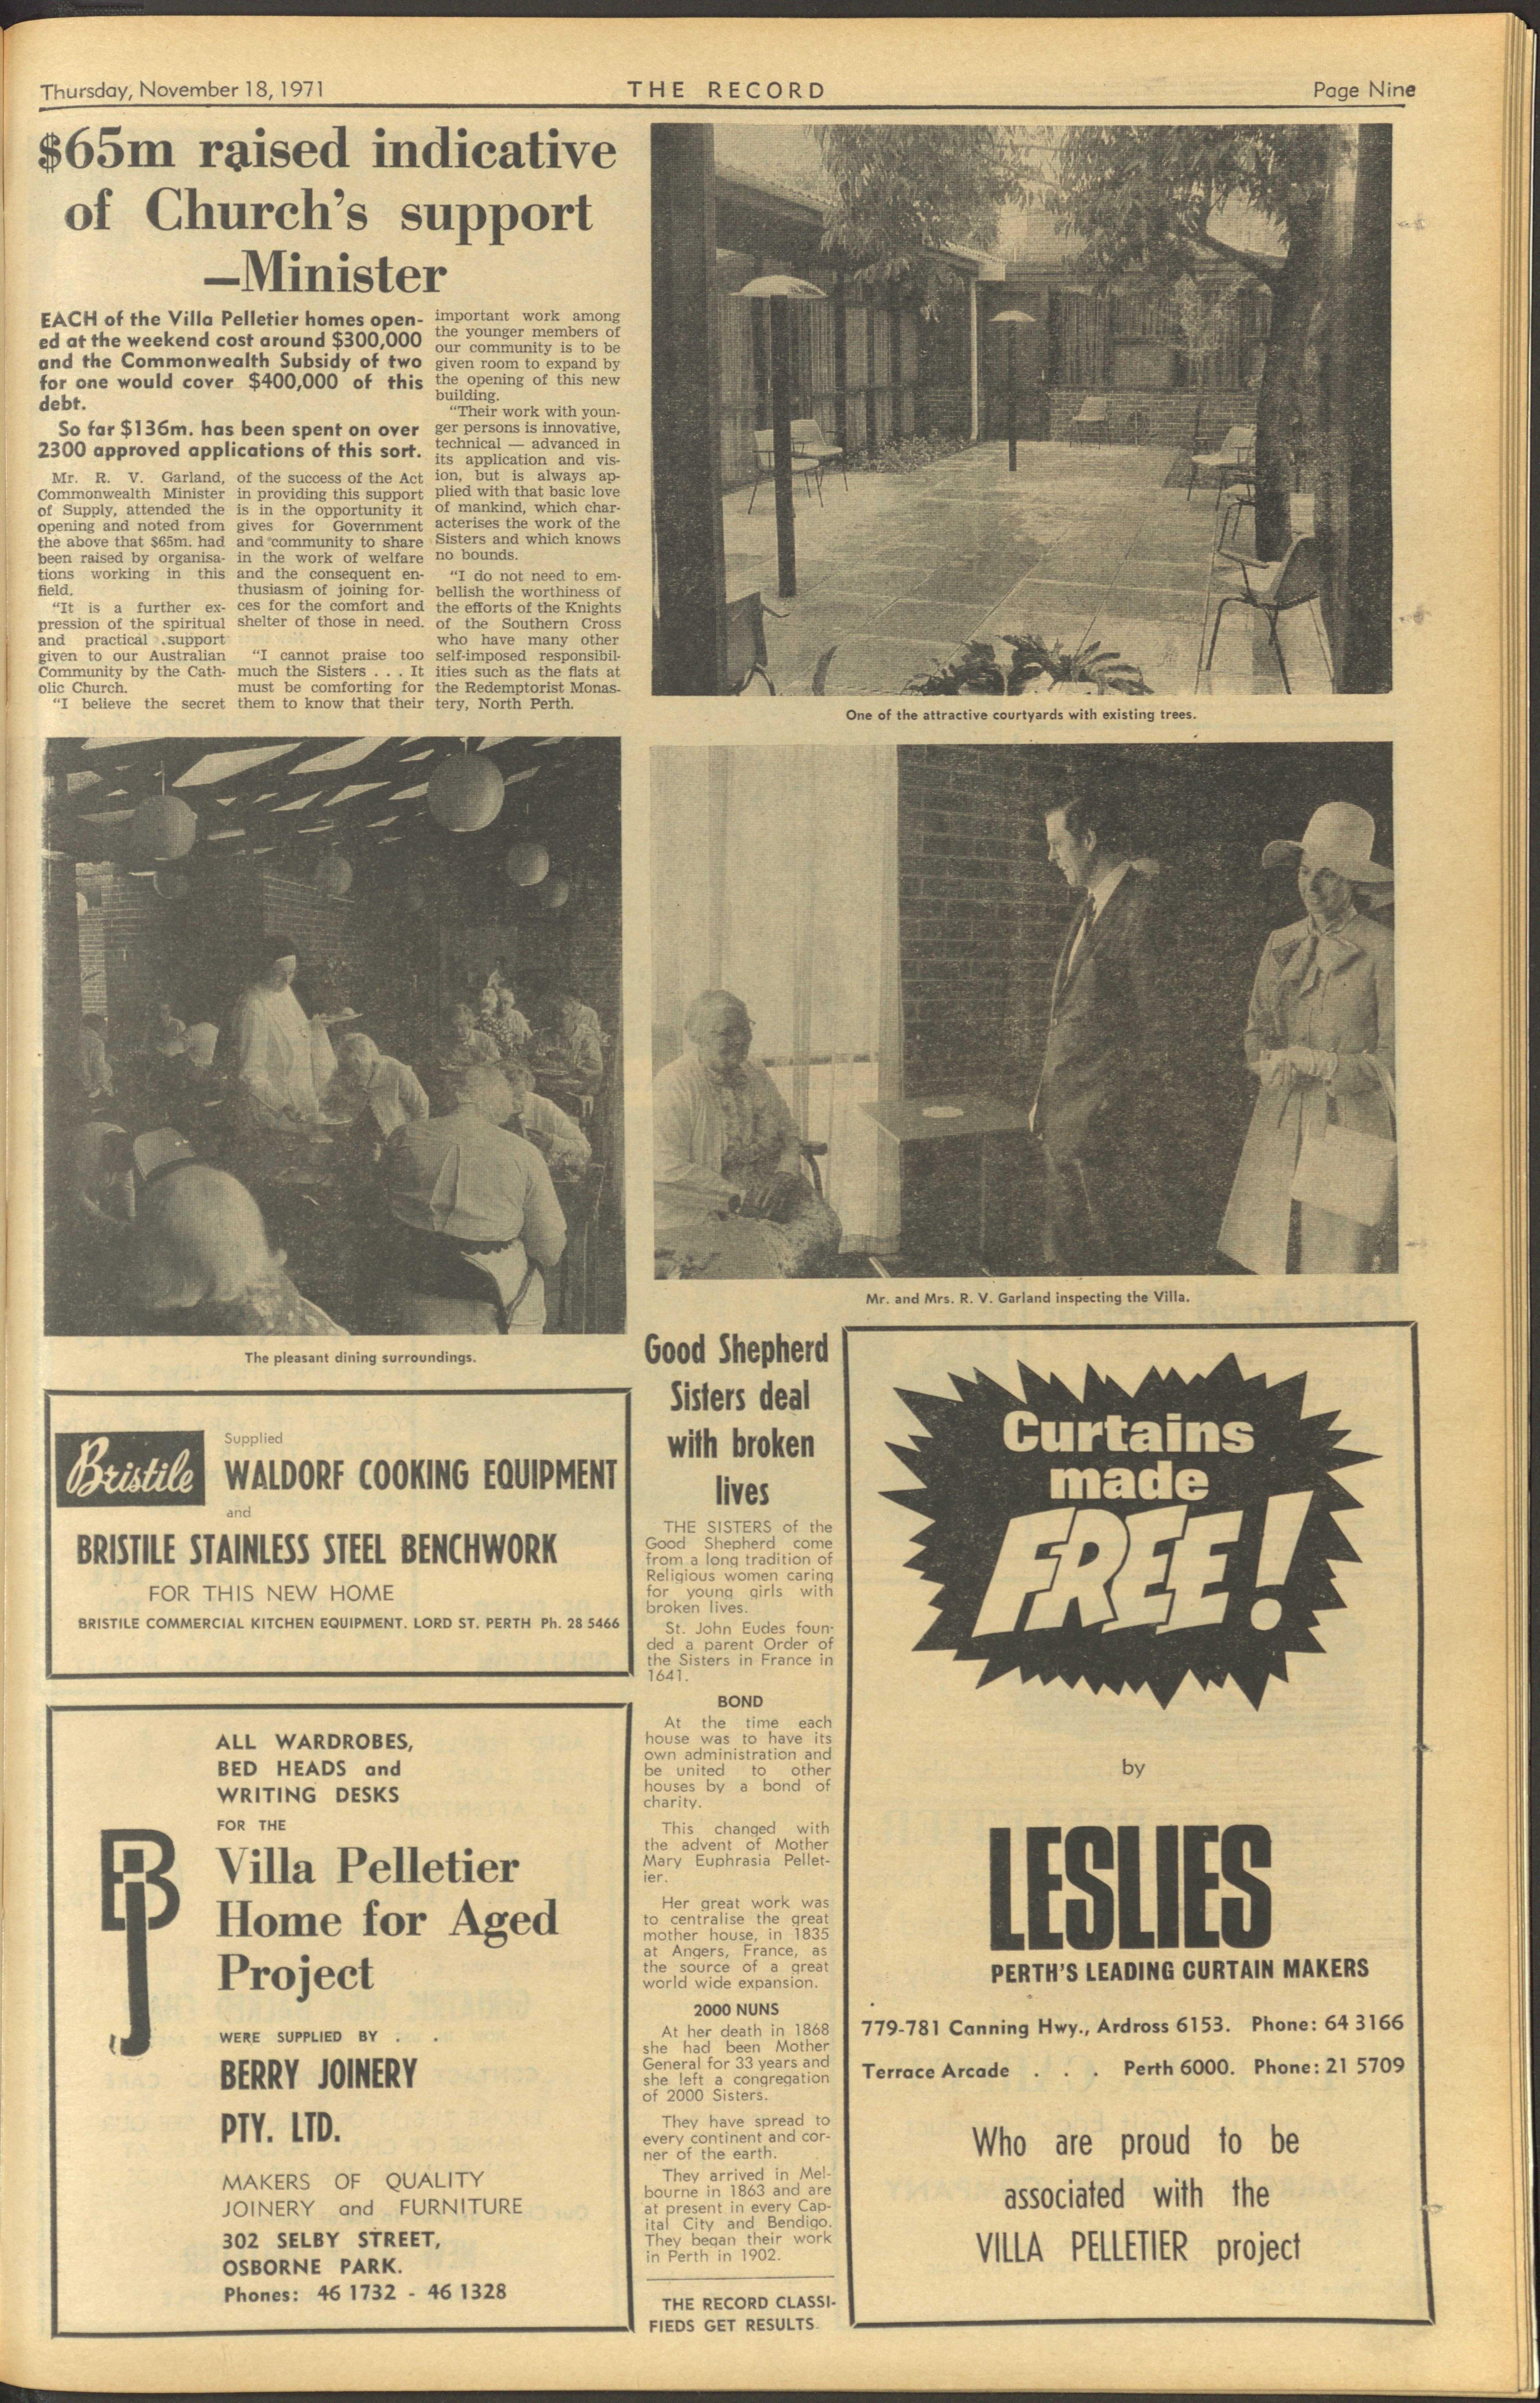 Thursday, November 18, 1971
THE RECORD
Page Nine
$65m raised indicative
of Church's support
—Minister
EACH of the Villa Pelletier homes open-
ed at the weekend cost around $300,000
and the Commonwealth Subsidy of two
for one would cover $400,000 of this
debt.
So far $136m. has been spent on over
2300 approved applications of this sort.
Mr. R. V. Garland,
Commonwealth Minister
of Supply, attended the
opening and noted from
the above that $65m. had
been raised by organisa-
tions working in this
field.
"It is a further ex-
pression of the spiritual
and practical support
given to our Australian
Community by the Cath-
olic Church.
"I believe the secret
of the success of the Act
in providing this support
is in the opportunity it
gives for Government
and community to share
in the work of welfare
and the consequent en-
thusiasm of joining for-
ces for the comfort and
shelter of those in need.
"I cannot praise too
much the Sisters . . . It
must be comforting for
them to know that their
important work among
the younger members of
our community is to be
given room to expand by
the opening of this new
building.
"Their work with youn-
ger persons is innovative,
technical — advanced in
its application and vis-
ion, but is always ap-
plied with that basic love
of mankind, which char-
acterises the work of the
Sisters and which knows
no bounds.
"I do not need to em-
bellish the worthiness of
the efforts of the Knights
of the Southern Cross
who have many other
self-imposed responsibil-
ities such as the flats at
the Redemptorist Monas-
tery, North Perth.
One of the attractive courtyards with existing trees.
The pleasant dining surroundings.
Mr. and Mrs. R. V. Garland inspecting the Villa.
Bristile
Supplied
WALDORF COOKING EQUIPMENT
and
BRISTILE STAINLESS STEEL BENCHWORK
FOR THIS NEW HOME
BRISTILE COMMERCIAL KITCHEN EQUIPMENT. LORD ST. PERTH Ph. 28 5466
BJ
ALL WARDROBES,
BED HEADS and
WRITING DESKS
FOR THE
Villa Pelletier
Home for Aged
Project
WERE SUPPLIED BY . .
BERRY JOINERY
PTY. LTD.
MAKERS OF QUALITY
JOINERY and FURNITURE
302 SELBY STREET,
OSBORNE PARK.
Phones: 46 1732 - 46 1328
Good Shepherd
Sisters deal
with broken
lives
THE SISTERS of the
Good Shepherd come
from a long tradition of
Religious women caring
for young girls with
broken lives.
St. John Eudes foun-
ded a parent Order of
the Sisters in France in
1641.
BOND
At the time each
house was to have its
own administration and
be united to other
houses by a bond of
charity.
This changed with
the advent of Mother
Mary Euphrasia Pellet-
ier.
Her great work was
to centralise the great
mother house, in 1835
at Angers, France, as
the source of a great
world wide expansion.
2000 NUNS
At her death in 1868
she had been Mother
General for 33 years and
she left a congregation
of 2000 Sisters.
They have spread to
every continent and cor-
ner of the earth.
They arrived in Mel-
bourne in 1863 and are
at present in every Cap-
ital City and Bendigo.
They began their work
in Perth in 1902.
THE RECORD CLASSI-
FIEDS GET RESULTS
Curtains
made
FREE!
by
LESLIES
PERTH'S LEADING CURTAIN MAKERS
779-781 Canning Hwy., Ardross 6153. Phone: 64 3166
Terrace Arcade . . . Perth 6000. Phone: 21 5709
Who are proud to be
associated with the
VILLA PELLETIER project